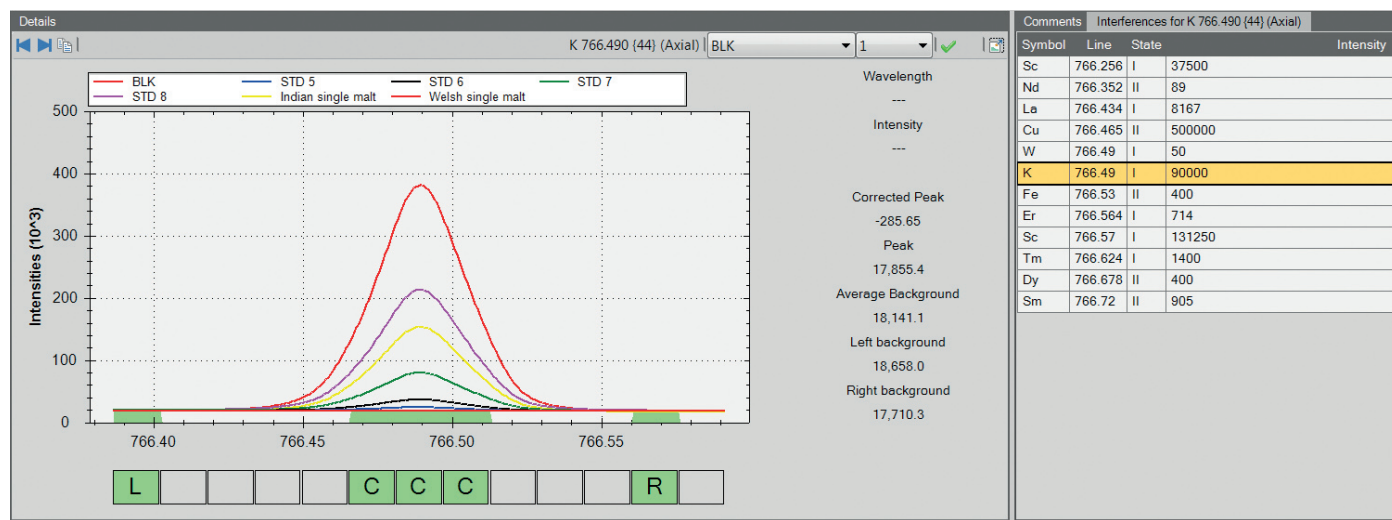 Details
K 766.490 {44} (Axial) BLK 1
BLK STD 5 STD 6 STD 7
STD 8 Indian single malt Welsh single malt
Intensities (10^3)
500
400
300
200
100
0
766.40 766.45 766.50 766.55
L C C C R
Wavelength
---
Intensity
---
Corrected Peak
-285.65
Peak
17,855.4
Average Background
18,141.1
Left background
18,658.0
Right background
17,710.3
Comments Interferences for K 766.490 {44} (Axial)
Symbol Line State Intensity
Sc 766.256 I 37500
Nd 766.352 II 89
La 766.434 I 8167
Cu 766.465 II 500000
W 766.49 I 50
K 766.49 I 90000
Fe 766.53 II 400
Er 766.564 I 714
Sc 766.57 I 131250
Tm 766.624 I 1400
Dy 766.678 II 400
Sm 766.72 II 905